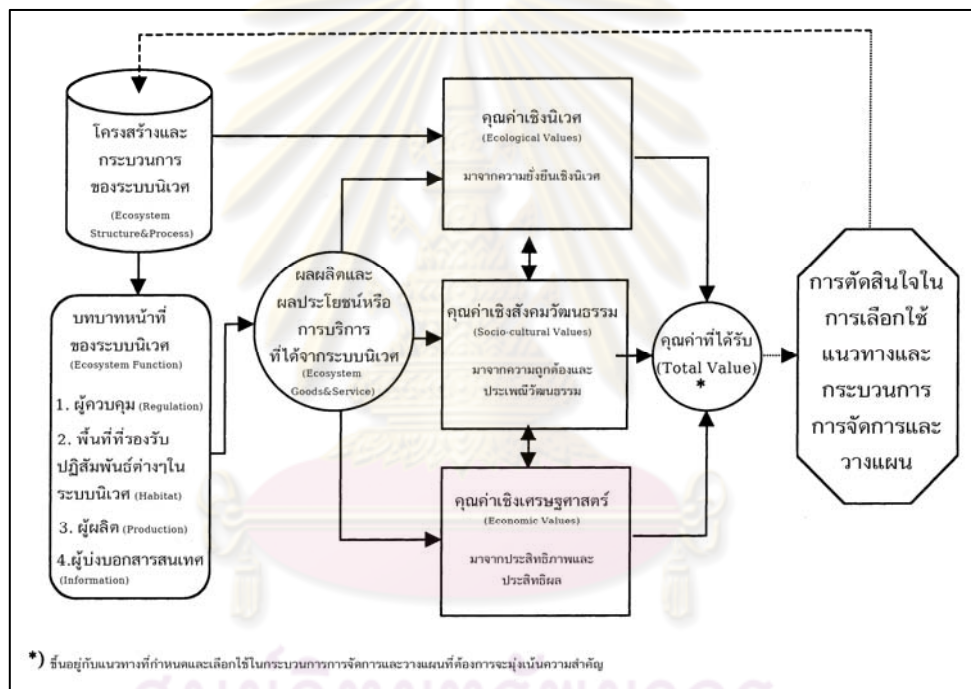 โครงสร้างและ
กระบวนการ
ของระบบนิเวศ
(Ecosystem
Structure&Process)
บทบาทหน้าที่
ของระบบนิเวศ
(Ecosystem Function)
1. ผู้ควบคุม (Regulation)
2. พื้นที่ที่รองรับ
ปฏิสัมพันธ์ต่างๆใน
ระบบนิเวศ (Habitat)
3. ผู้ผลิต (Production)
4.ผู้บ่งบอกสารสนเทศ
(Information)
ผลผลิตและ
ผลประโยชน์หรือ
การบริการ
ที่ได้จากระบบนิเวศ
(Ecosystem
Goods&Service)
คุณค่าเชิงนิเวศ
(Ecological Values)
มาจากความยั่งยืนเชิงนิเวศ
คุณค่าเชิงสังคมวัฒนธรรม
(Socio-cultural Values)
มาจากความถูกต้องและ
ประเพณีวัฒนธรรม
คุณค่าเชิงเศรษฐศาสตร์
(Economic Values)
มาจากประสิทธิภาพและ
ประสิทธิผล
คุณค่าที่ได้รับ
(Total Value)
*
การตัดสินใจใน
การเลือกใช้
แนวทางและ
กระบวนการ
การจัดการและ
วางแผน
*) ขึ้นอยู่กับแนวทางที่กำหนดและเลือกใช้ในกระบวนการการจัดการและวางแผนที่ต้องการจะมุ่งเน้นความสำคัญ